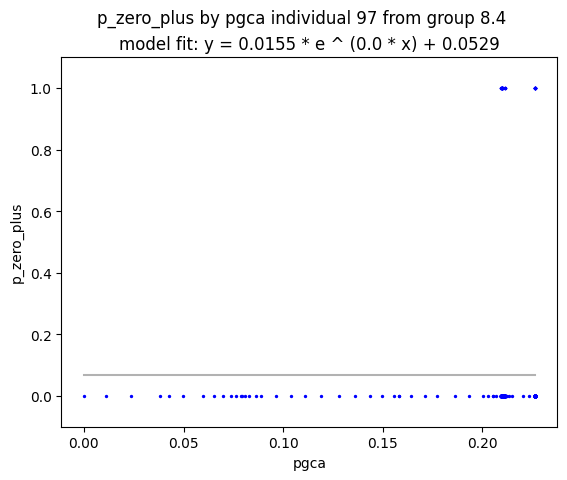 p_zero_plus by pgca individual 97 from group 8.4
model fit: y = 0.0155 * e ^ (0.0 * x) + 0.0529
1.0
0.8
0.6
0.4
0.2
0.0
p_zero_plus
0.00 0.05 0.10 0.15 0.20
pgca